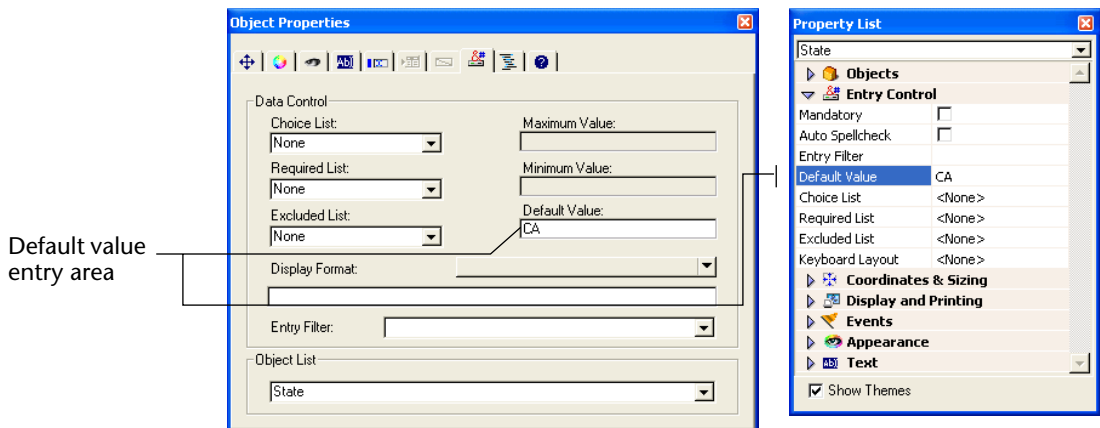 Object Properties
Data Control
Choice List:
None
Required List:
None
Excluded List:
None
Maximum Value:
Minimum Value:
Default Value:
CA
Display Format:
Entry Filter:
Object List
State
Default value
entry area
Property List
State
Objects
Entry Control
Mandatory
Auto Spellcheck
Entry Filter
Default Value CA
Choice List <None>
Required List <None>
Excluded List <None>
Keyboard Layout <None>
Coordinates & Sizing
Display and Printing
Events
Appearance
Text
Show Themes